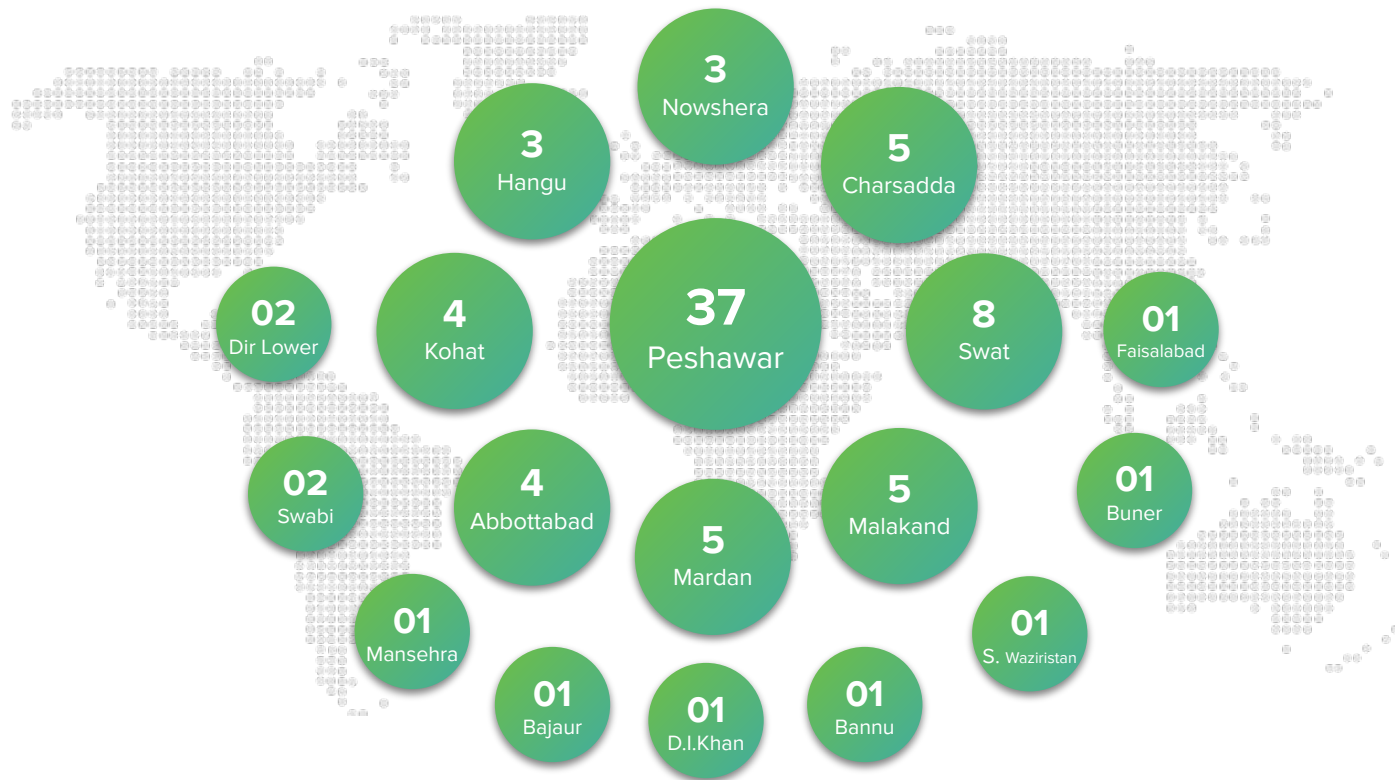 3
Nowshera
3
Hangu
5
Charsadda
37
Peshawar
02
Dir Lower
4
Kohat
8
Swat
01
Faisalabad
02
Swabi
4
Abbottabad
5
Mardan
5
Malakand
01
Buner
01
Mansehra
01
S. Waziristan
01
Bajaur
01
D.I.Khan
01
Bannu